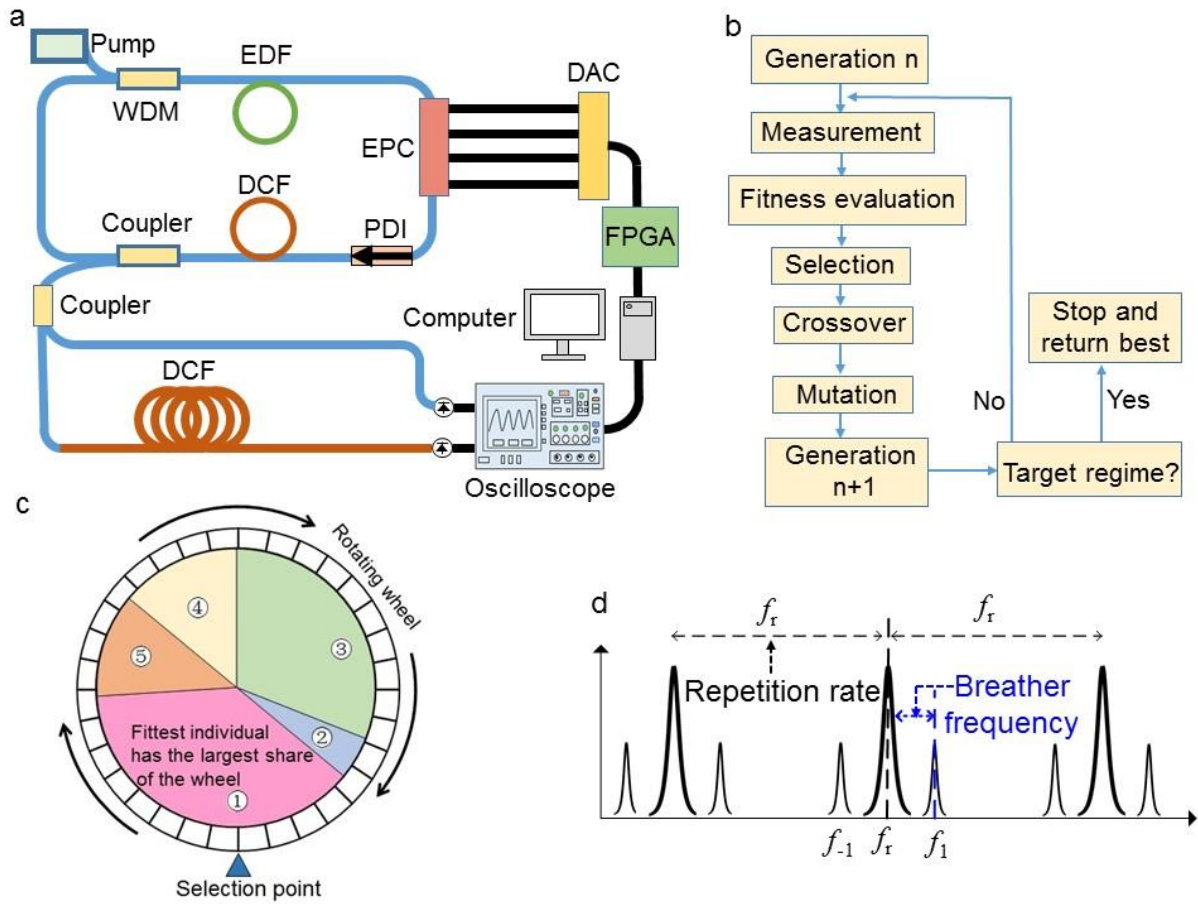 a
Pump
WDM
EDF
EPC
DAC
DCF
Coupler
PDI
FPGA
Coupler
Computer
DCF
Oscilloscope
b
Generation n
Measurement
Fitness evaluation
Selection
Crossover
Mutation
Generation
n+1
Target regime?
No
Yes
Stop and
return best
c
Rotating wheel
④
③
⑤
②
Fittest individual
has the largest share
of the wheel
①
Selection point
d
fr
fr
Repetition rate
Breather
frequency
f-1
fr
f1